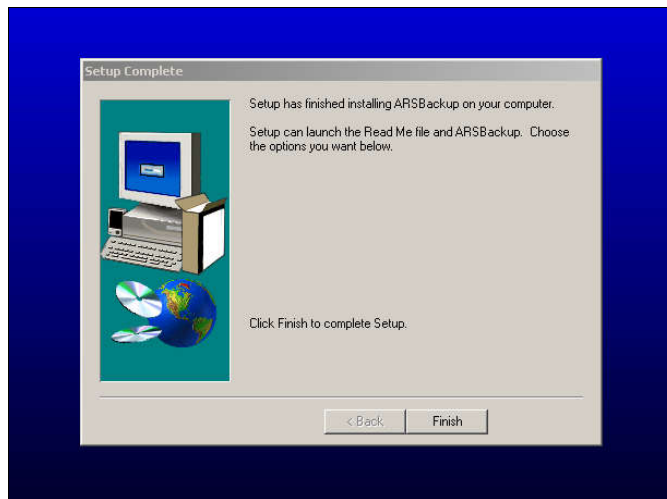 Setup Complete
Setup has finished installing ARSBackup on your computer.
Setup can launch the Read Me file and ARSBackup. Choose
the options you want below.
Click Finish to complete Setup.
< Back
Finish